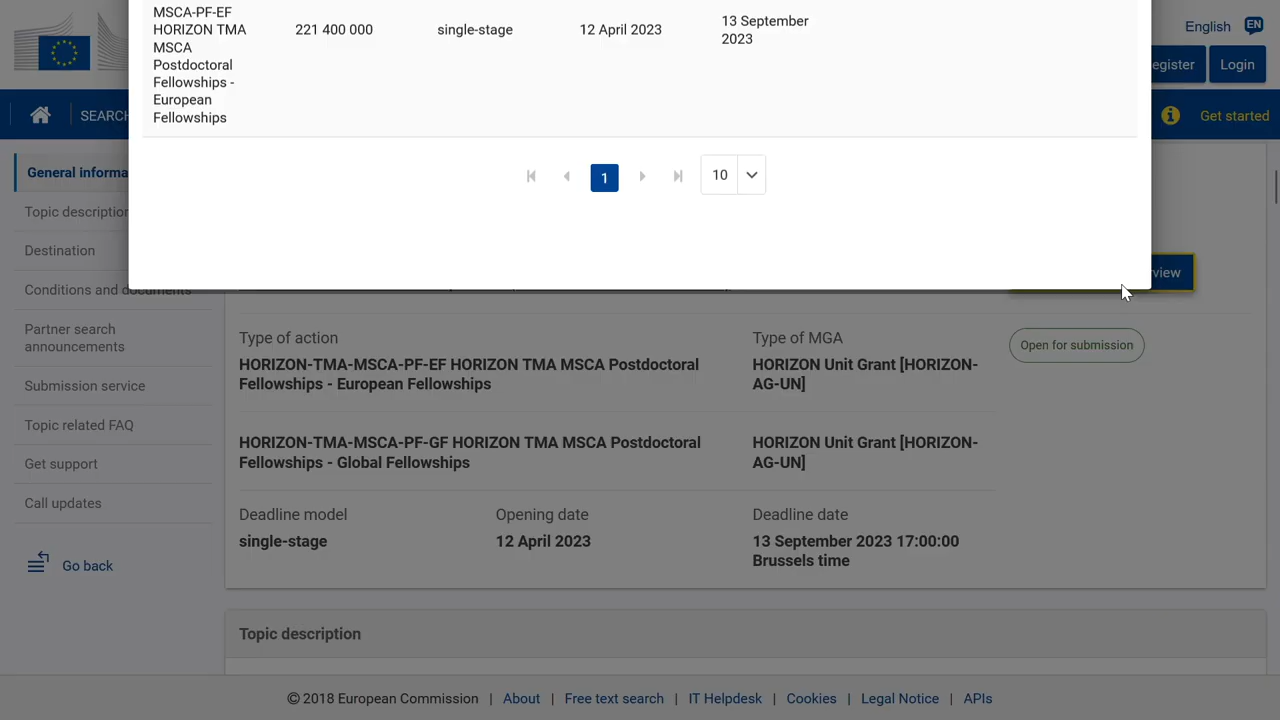 MSCA-PF-EF
HORIZON TMA
MSCA
Postdoctoral
Fellowships -
European
Fellowships
221 400 000
single-stage
12 April 2023
13 September
2023
English EN
egister
Login
SEARCH
Get started
1
10
General informa
Topic description
Destination
Conditions and documents
Partner search
announcements
Submission service
Topic related FAQ
Get support
Call updates
Go back
view
Type of action
Type of MGA
Open for submission
HORIZON-TMA-MSCA-PF-EF HORIZON TMA MSCA Postdoctoral
Fellowships - European Fellowships
HORIZON Unit Grant [HORIZON-
AG-UN]
HORIZON-TMA-MSCA-PF-GF HORIZON TMA MSCA Postdoctoral
Fellowships - Global Fellowships
HORIZON Unit Grant [HORIZON-
AG-UN]
Deadline model
single-stage
Opening date
12 April 2023
Deadline date
13 September 2023 17:00:00
Brussels time
Topic description
© 2018 European Commission | About | Free text search | IT Helpdesk | Cookies | Legal Notice | APIs